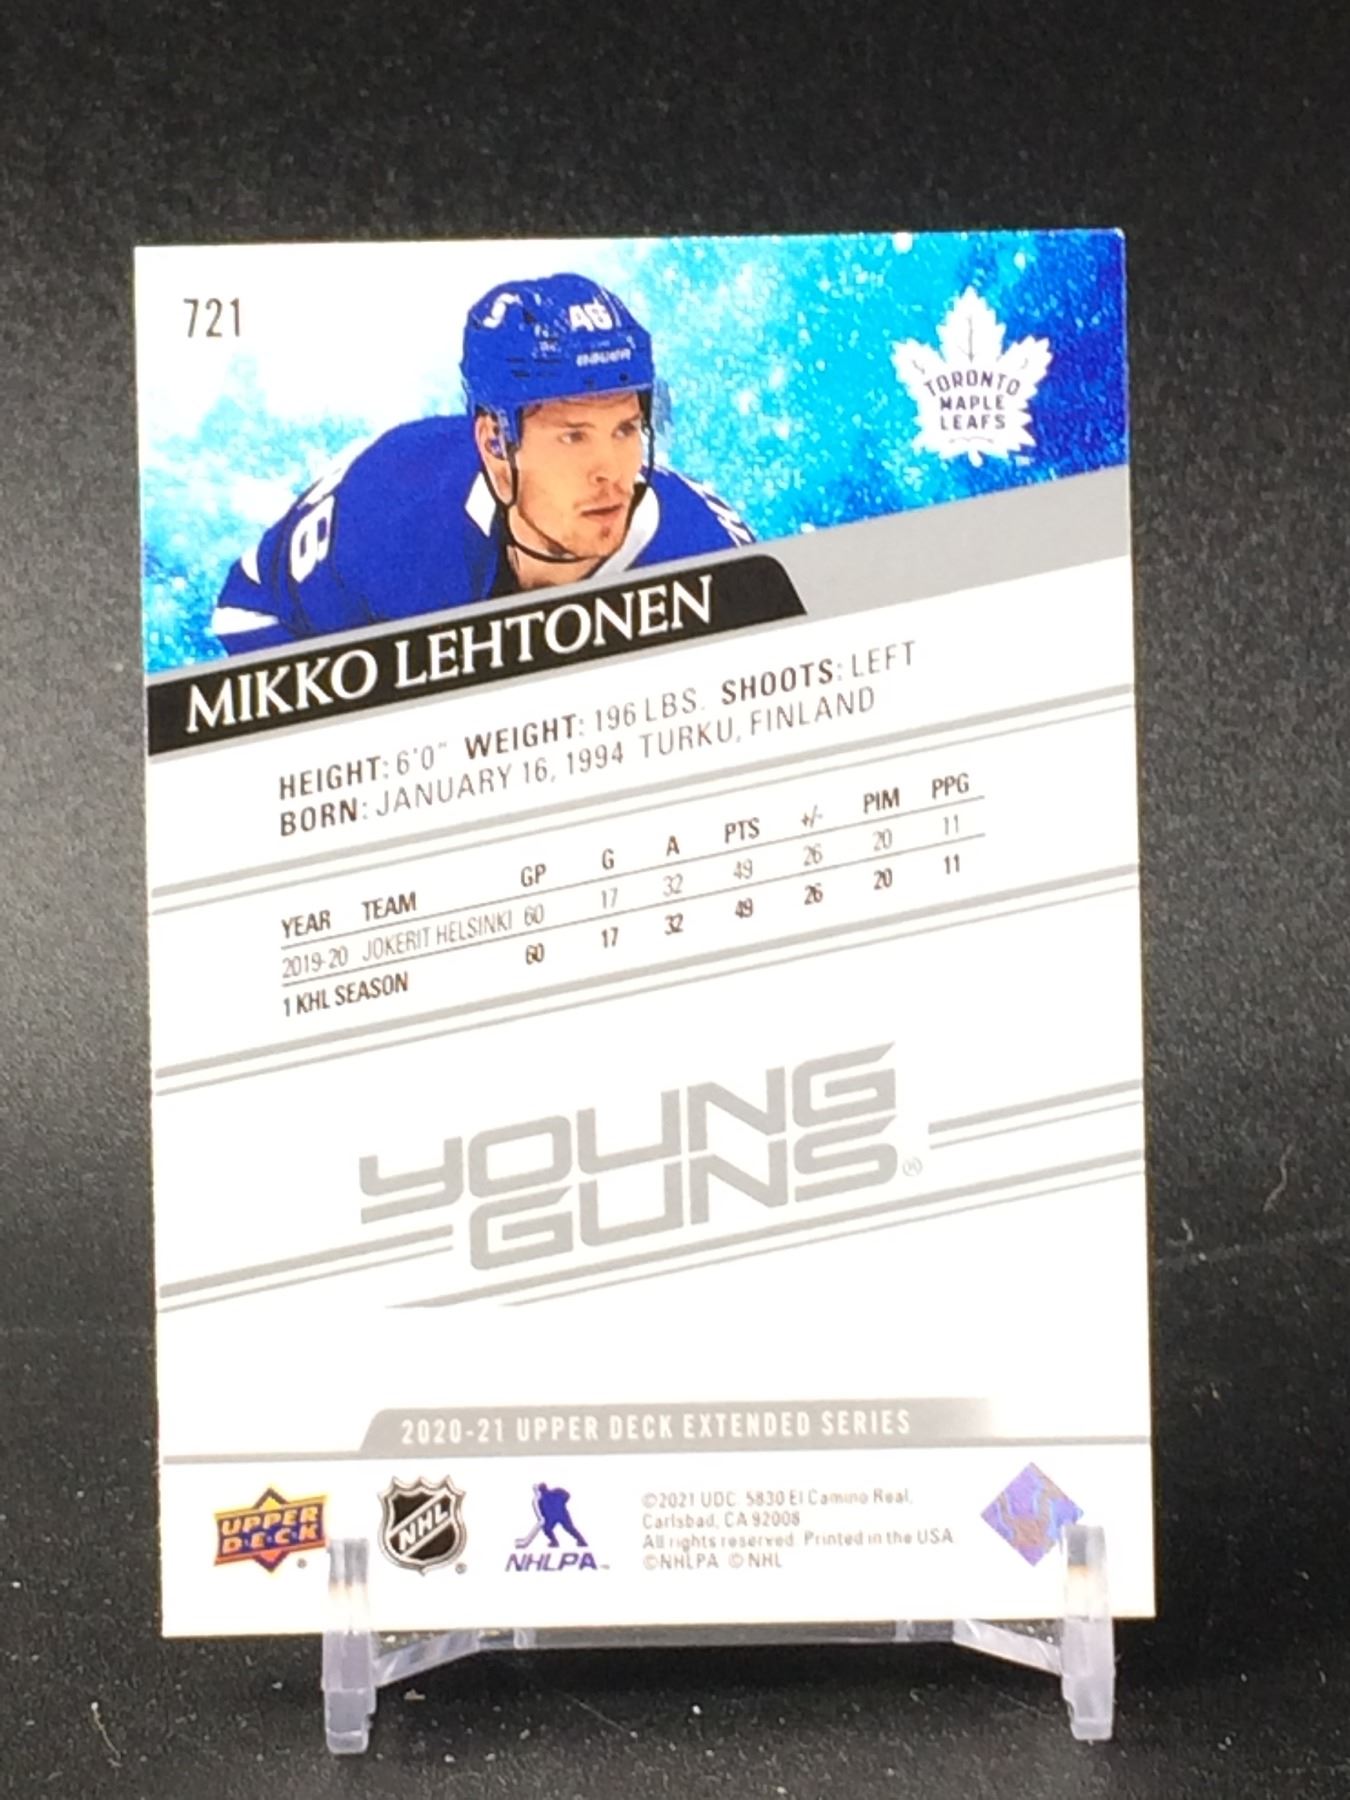 721
46
BAUER
TORONTO
MAPLE
LEAFS
MIKKO LEHTONEN
HEIGHT: 6'0" WEIGHT: 196 LBS. SHOOTS: LEFT
BORN: JANUARY 16, 1994 TURKU, FINLAND
YEAR TEAM GP G A PTS +/- PIM PPG
2019-20 JOKERIT HELSINKI 60 17 32 49 26 20 11
1 KHL SEASON 60 17 32 49 26 20 11
YOUNG
GUNS®
2020-21 UPPER DECK EXTENDED SERIES
UPPER
D·E·C·K
NHL
NHLPA
©2021 UDC. 5830 El Camino Real,
Carlsbad, CA 92008
All rights reserved. Printed in the USA
©NHLPA ©NHL